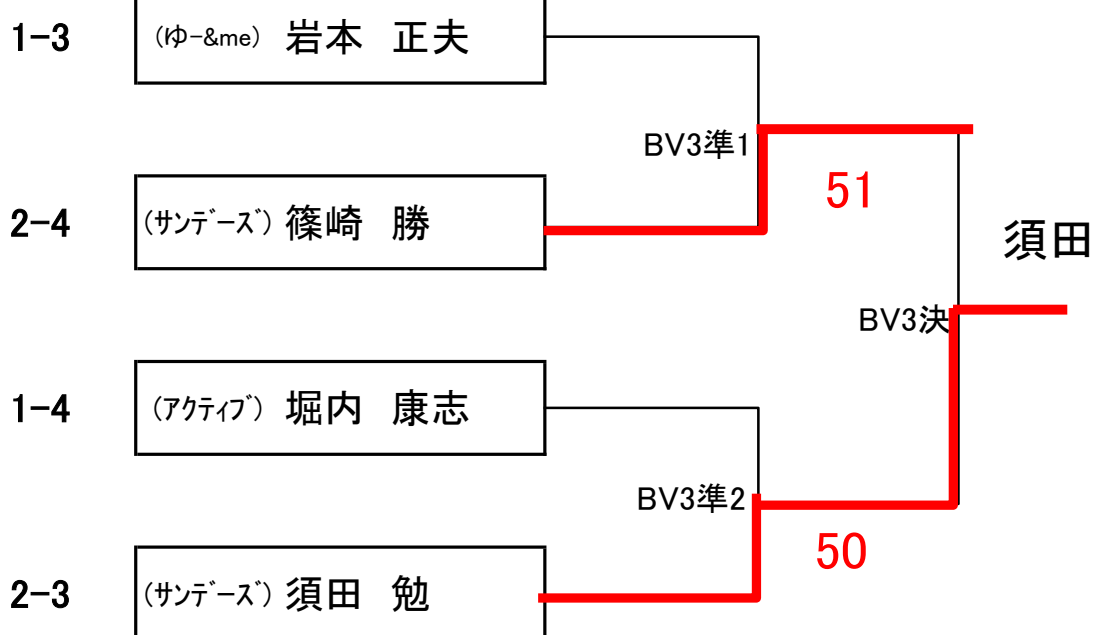 1-3 (ゆｰ&me) 岩本 正夫
BV3準1
51
2-4 (ｻﾝﾃﾞｰｽﾞ) 篠崎 勝
須田
BV3決
1-4 (ｱｸﾃｨﾌﾞ) 堀内 康志
BV3準2
50
2-3 (ｻﾝﾃﾞｰｽﾞ) 須田 勉